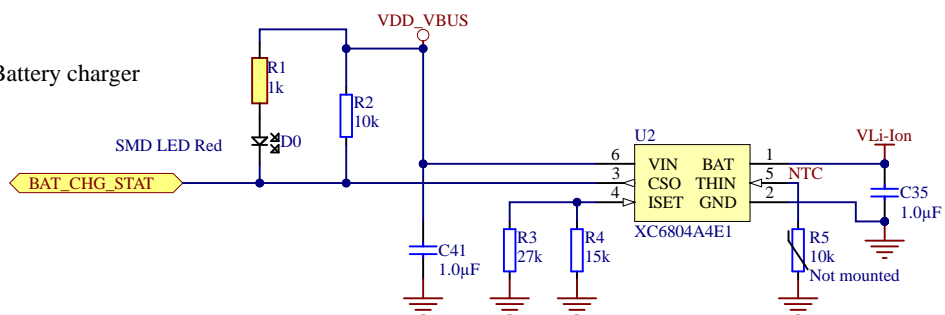 VDD_VBUS
Battery charger
R1
1k
R2
10k
SMD LED Red
D0
BAT_CHG_STAT
U2
6
VIN
BAT
1
3
CSO
THIN
5
NTC
4
ISET
GND
2
XC6804A4E1
VLi-Ion
C35
1.0µF
R3
27k
R4
15k
R5
10k
Not mounted
C41
1.0µF